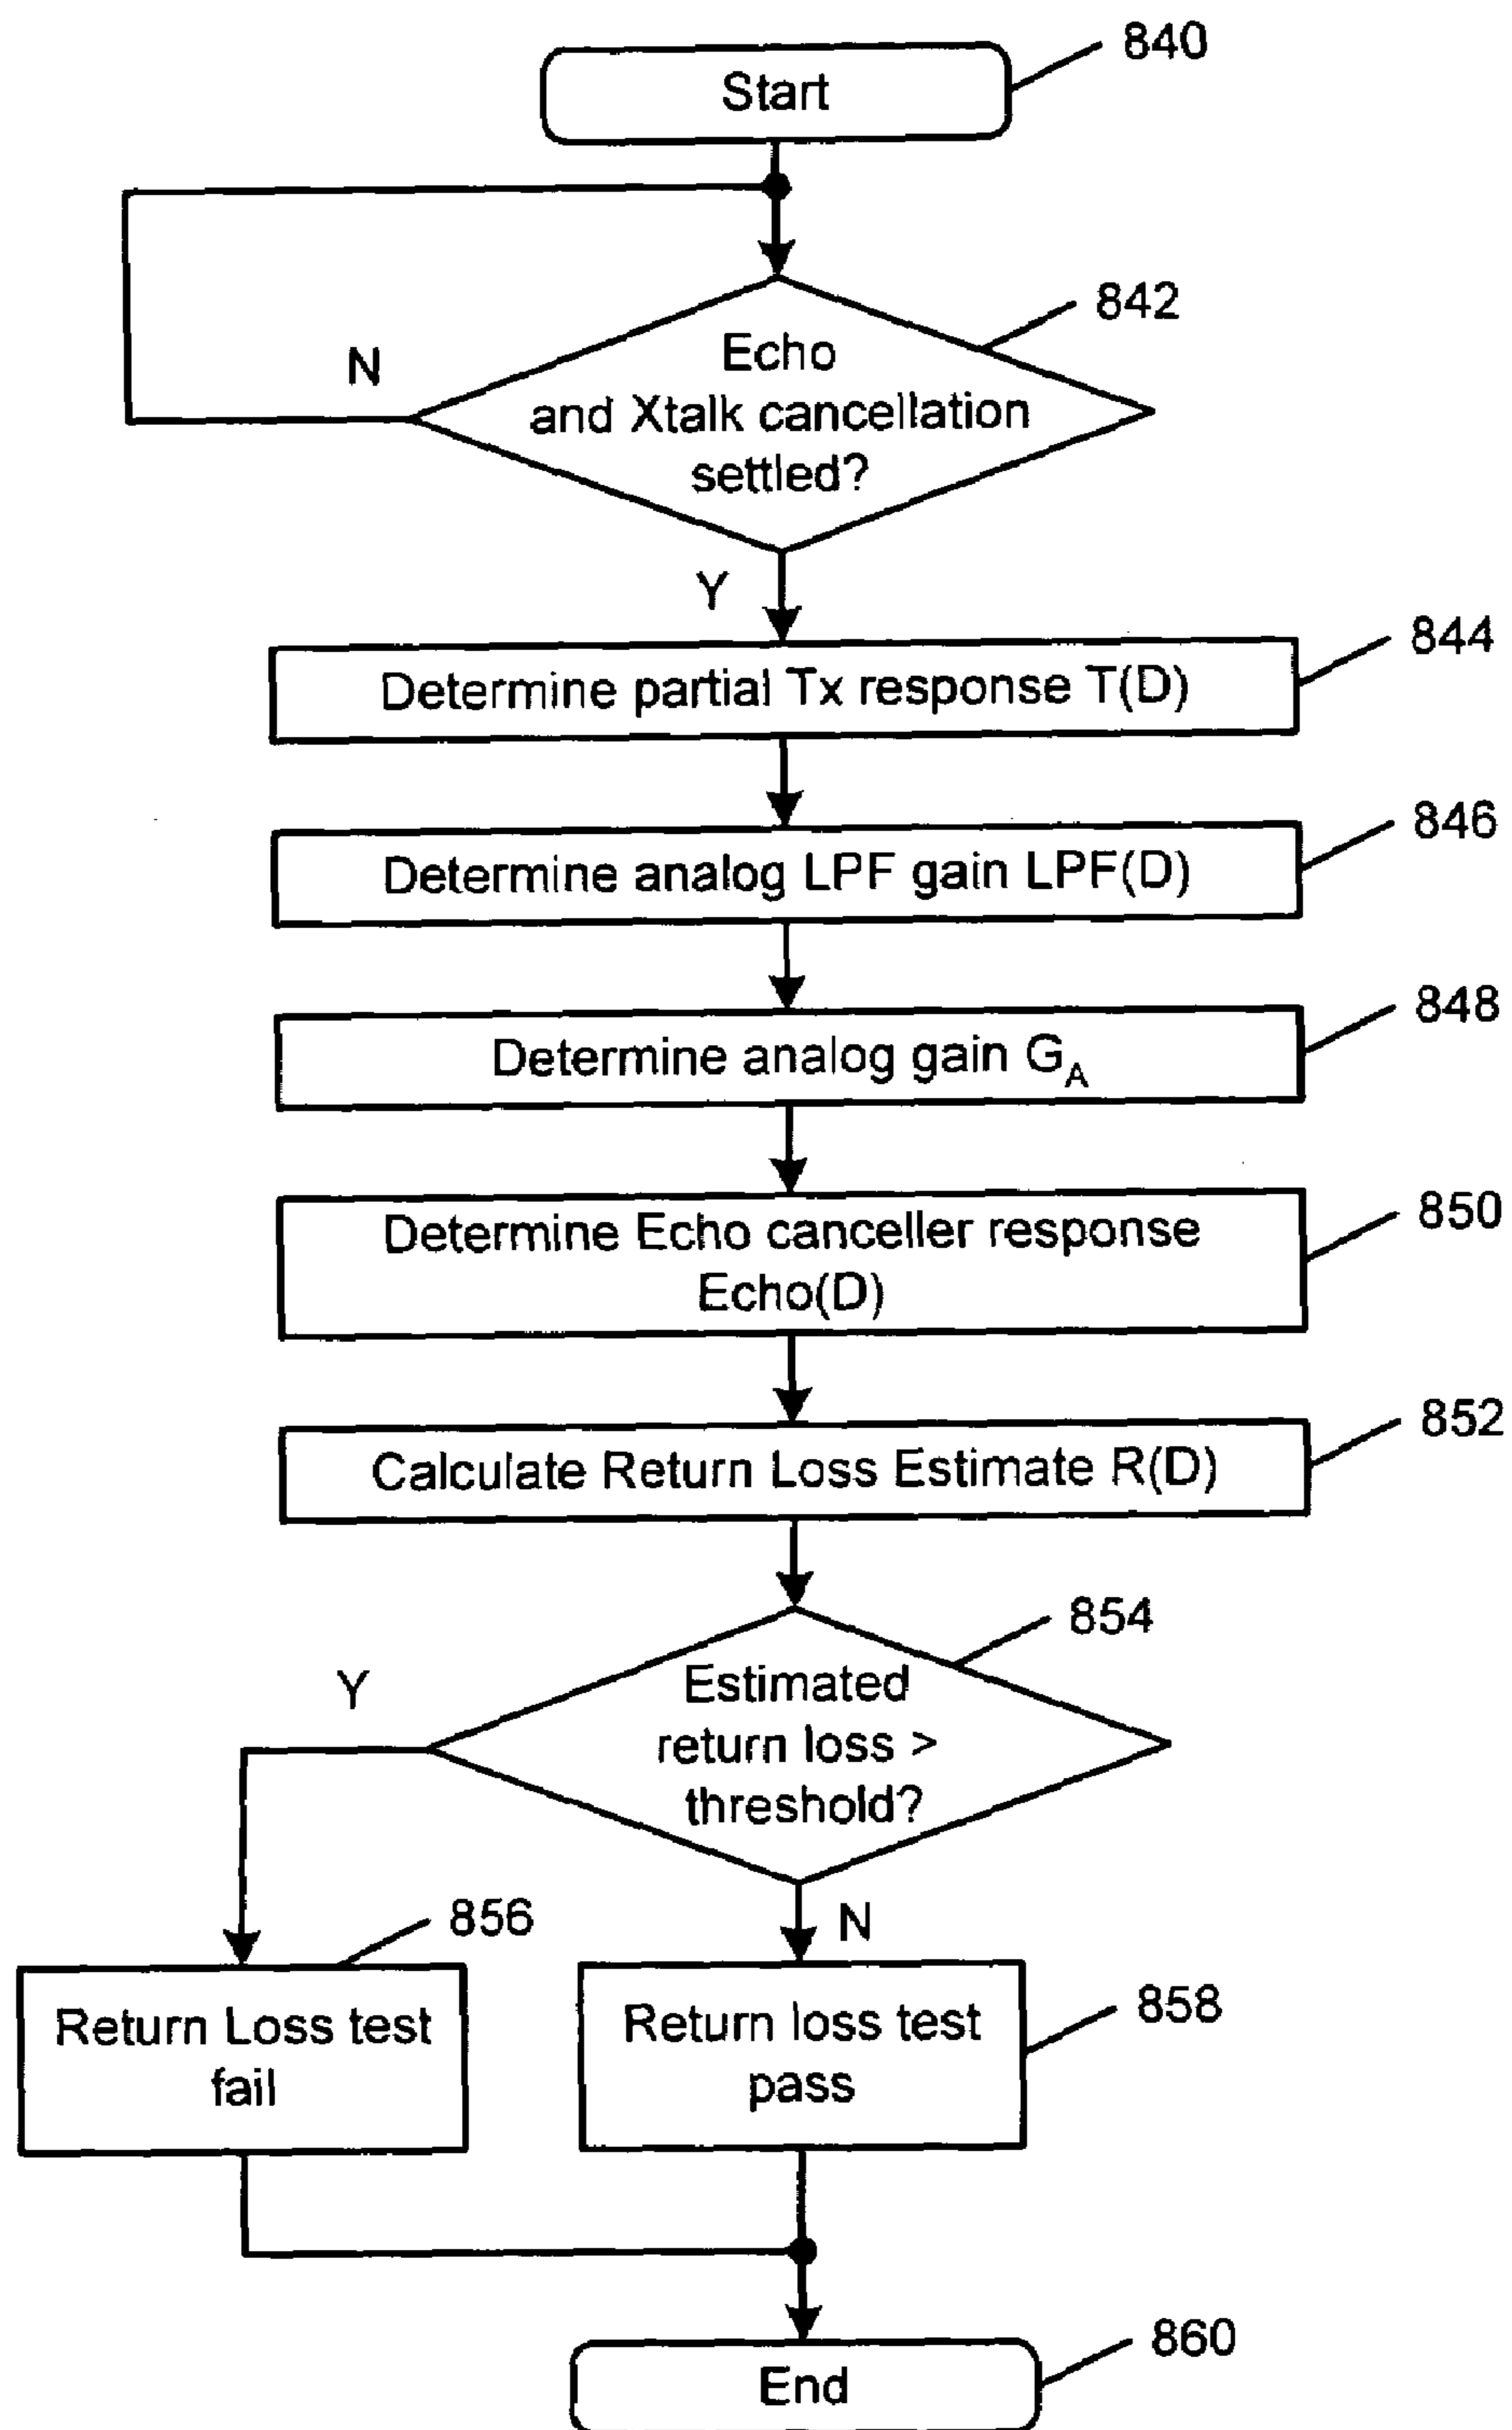 Start
840
Echo
and Xtalk cancellation
settled?
842
N
Y
Determine partial Tx response T(D)
844
Determine analog LPF gain LPF(D)
846
Determine analog gain GA
848
Determine Echo canceller response
Echo(D)
850
Calculate Return Loss Estimate R(D)
852
Estimated
return loss >
threshold?
854
Y
N
Return Loss test
fail
856
Return loss test
pass
858
End
860